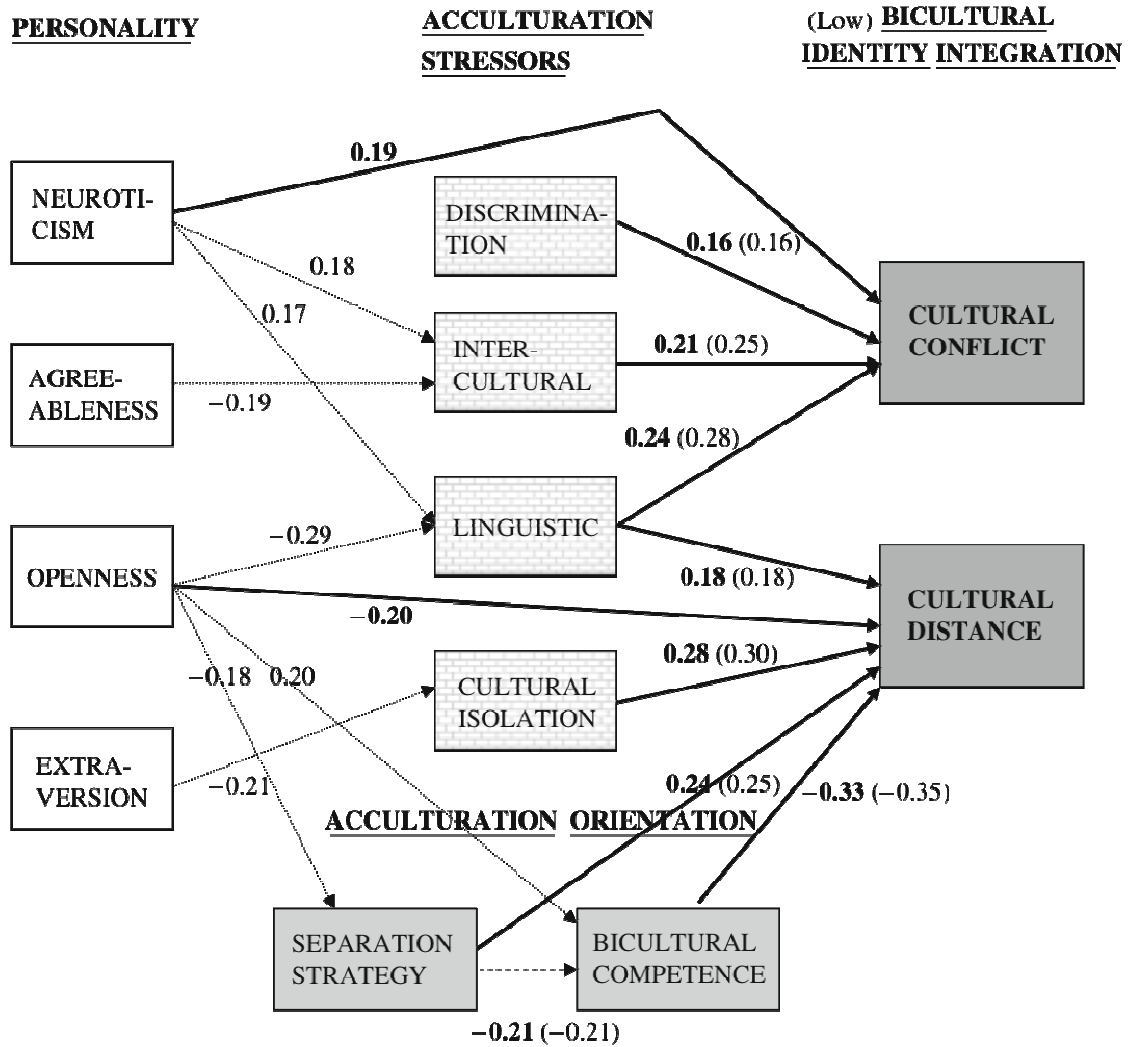 PERSONALITY
ACCULTURATION
STRESSORS
(Low) BICULTURAL
IDENTITY INTEGRATION
0.19
NEUROTI-
CISM
DISCRIMINA-
TION
0.16 (0.16)
0.18
0.17
CULTURAL
CONFLICT
INTER-
CULTURAL
0.21 (0.25)
AGREE-
ABLENESS
−0.19
0.24 (0.28)
LINGUISTIC
−0.29
OPENNESS
0.18 (0.18)
CULTURAL
DISTANCE
−0.20
0.28 (0.30)
−0.18 0.20
CULTURAL
ISOLATION
EXTRA-
VERSION
−0.21
0.24 (0.25)
−0.33 (−0.35)
ACCULTURATION ORIENTATION
SEPARATION
STRATEGY
BICULTURAL
COMPETENCE
−0.21 (−0.21)